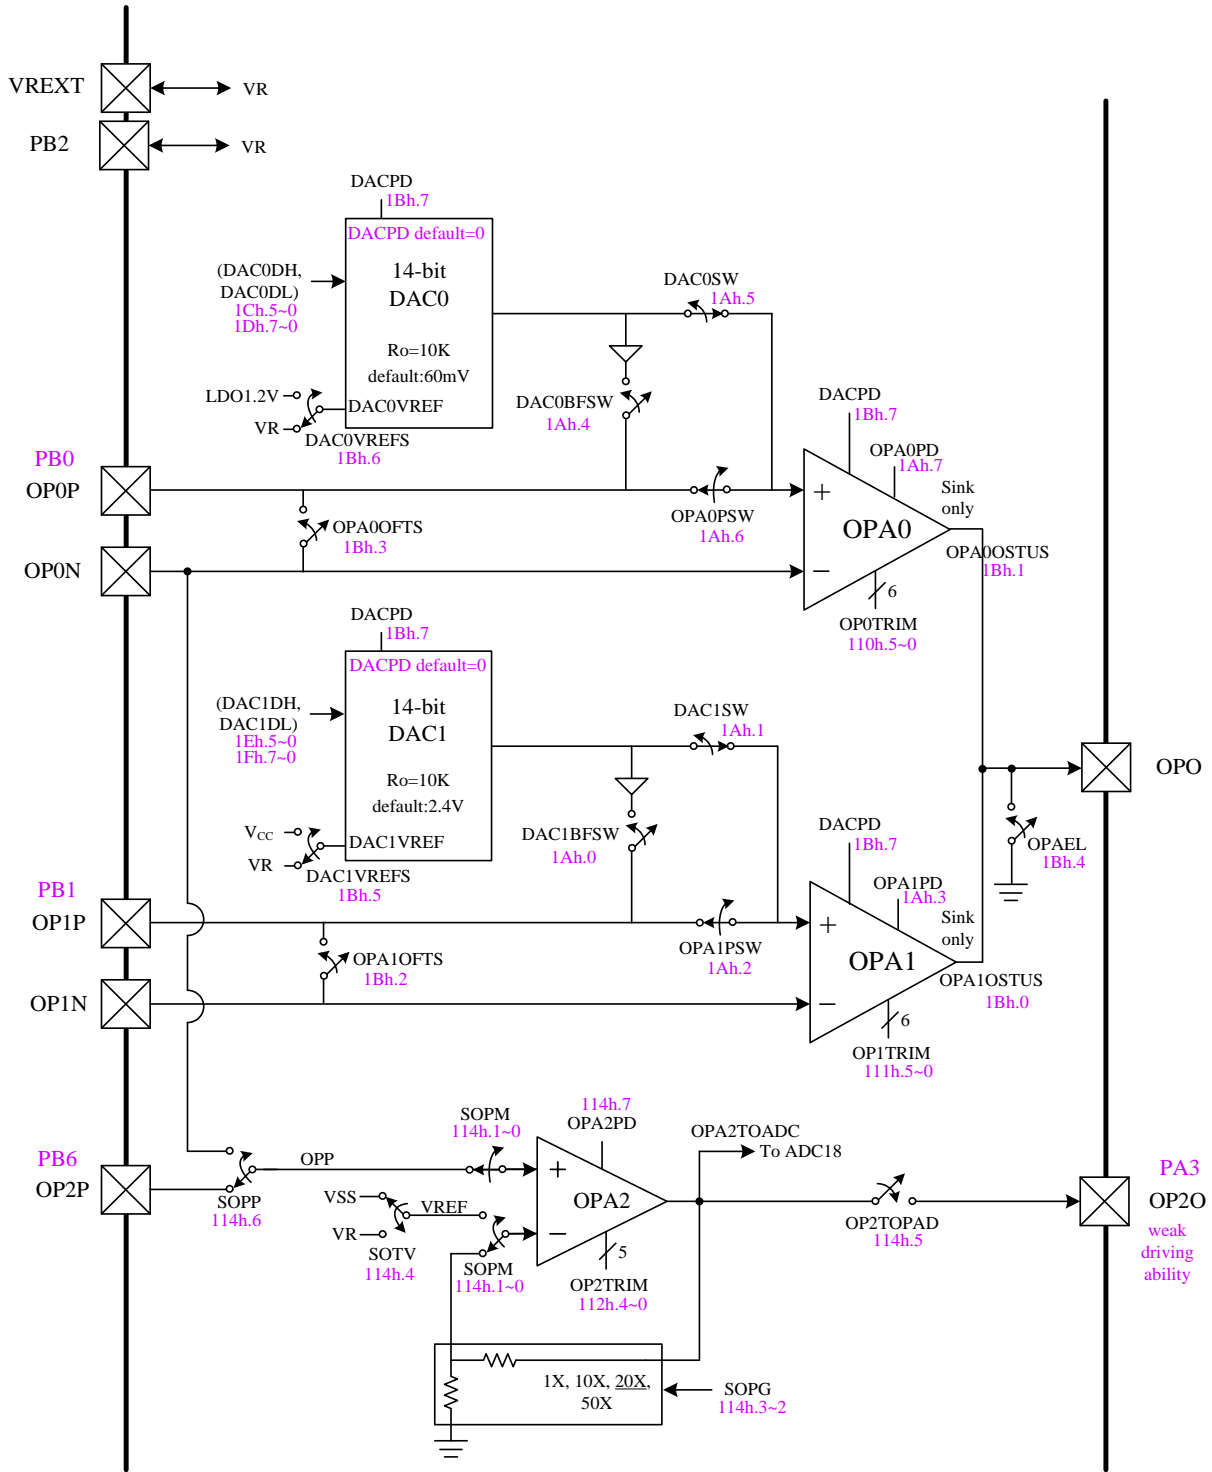 VREXT
VR
PB2
VR
DACPD
1Bh.7
DACPD default=0
14-bit
DAC0
Ro=10K
default:60mV
(DAC0DH,
DAC0DL)
1Ch.5~0
1Dh.7~0
LDO1.2V
VR
DAC0VREF
DAC0VREFS
1Bh.6
DAC0SW
1Ah.5
DAC0BFSW
1Ah.4
PB0
OP0P
OPA0OFTS
1Bh.3
OPA0PSW
1Ah.6
OP0N
DACPD
1Bh.7
OPA0PD
1Ah.7
Sink
only
+
OPA0
−
OPA0OSTUS
1Bh.1
6
OP0TRIM
110h.5~0
DACPD
1Bh.7
DACPD default=0
14-bit
DAC1
Ro=10K
default:2.4V
(DAC1DH,
DAC1DL)
1Eh.5~0
1Fh.7~0
VCC
VR
DAC1VREF
DAC1VREFS
1Bh.5
DAC1SW
1Ah.1
DAC1BFSW
1Ah.0
OPO
OPAEL
1Bh.4
PB1
OP1P
OPA1OFTS
1Bh.2
OPA1PSW
1Ah.2
OP1N
DACPD
1Bh.7
OPA1PD
1Ah.3
Sink
only
+
OPA1
−
OPA1OSTUS
1Bh.0
6
OP1TRIM
111h.5~0
PB6
OP2P
SOPP
114h.6
OPP
SOPM
114h.1~0
VSS
VR
VREF
SOTV
114h.4
SOPM
114h.1~0
114h.7
OPA2PD
+
OPA2
−
5
OP2TRIM
112h.4~0
OPA2TOADC
To ADC18
OP2TOPAD
114h.5
PA3
OP2O
weak
driving
ability
1X, 10X, 20X,
50X
SOPG
114h.3~2